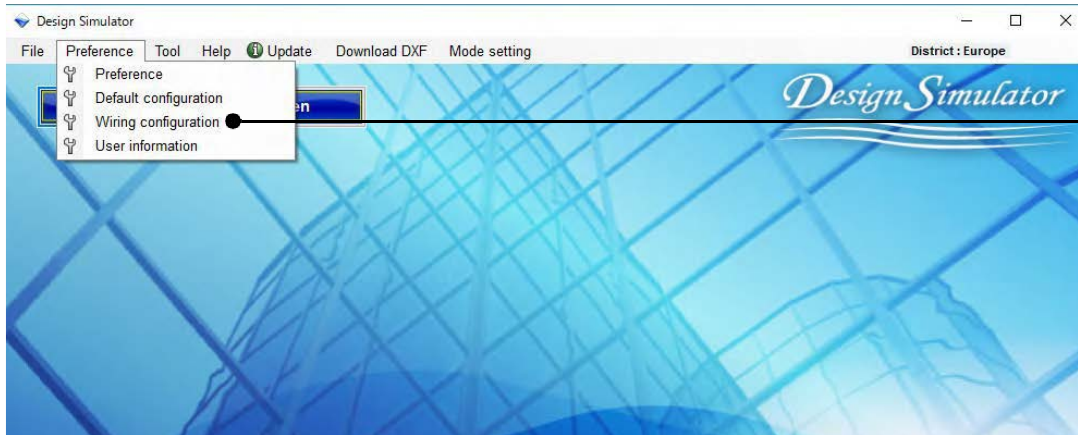 Design Simulator
File Preference Tool Help Update Download DXF Mode setting District : Europe
Preference
Default configuration
Wiring configuration
User information
Design Simulator